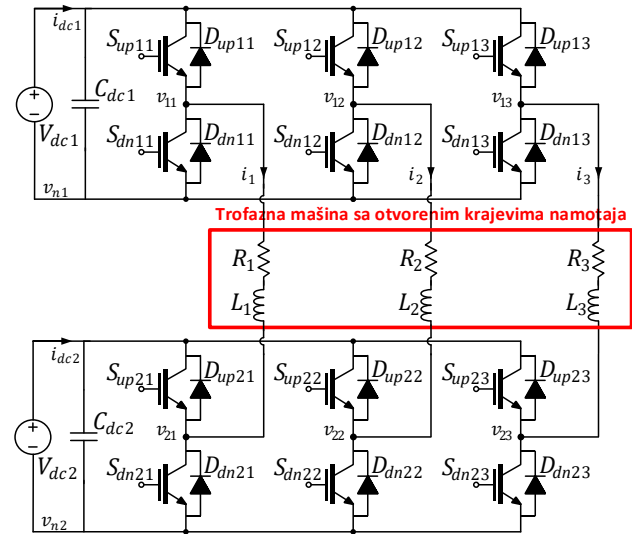 i_dc1
S_up11 D_up11 S_up12 D_up12 S_up13 D_up13
C_dc1
v_11 v_12 v_13
V_dc1
S_dn11 D_dn11 S_dn12 D_dn12 S_dn13 D_dn13
v_n1
i_1 i_2 i_3
Trofazna mašina sa otvorenim krajevima namotaja
R_1 R_2 R_3
L_1 L_2 L_3
i_dc2
S_up21 D_up21 S_up22 D_up22 S_up23 D_up23
C_dc2
v_21 v_22 v_23
V_dc2
S_dn21 D_dn21 S_dn22 D_dn22 S_dn23 D_dn23
v_n2